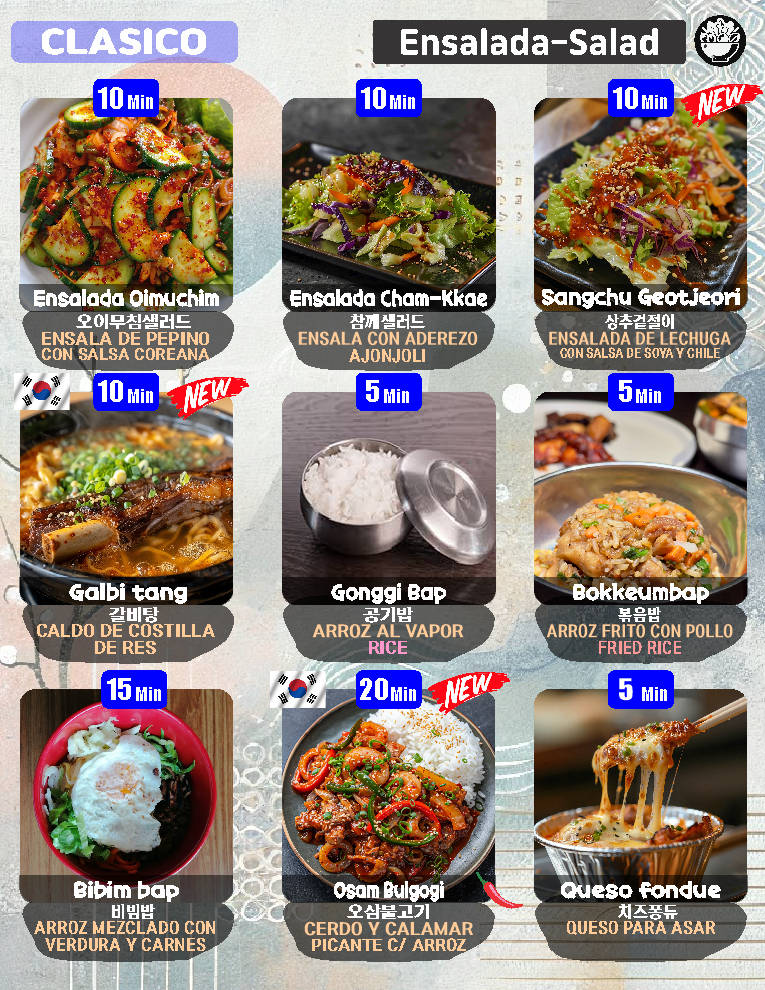 CLASICO
Ensalada-Salad
10 Min
Ensalada Oimuchim
오이무침샐러드
ENSALA DE PEPINO
CON SALSA COREANA
10 Min
Ensalada Cham-Kkae
참깨샐러드
ENSALA CON ADEREZO
AJONJOLI
10 Min
NEW
Sangchu Geotjeori
상추겉절이
ENSALADA DE LECHUGA
CON SALSA DE SOYA Y CHILE
10 Min
NEW
Galbi tang
갈비탕
CALDO DE COSTILLA
DE RES
5 Min
Gonggi Bap
공기밥
ARROZ AL VAPOR
RICE
5 Min
Bokkeumbap
볶음밥
ARROZ FRITO CON POLLO
FRIED RICE
15 Min
Bibim bap
비빔밥
ARROZ MEZCLADO CON
VERDURA Y CARNES
20 Min
NEW
Osam Bulgogi
오삼불고기
CERDO Y CALAMAR
PICANTE C/ ARROZ
5 Min
Queso fondue
치즈퐁듀
QUESO PARA ASAR